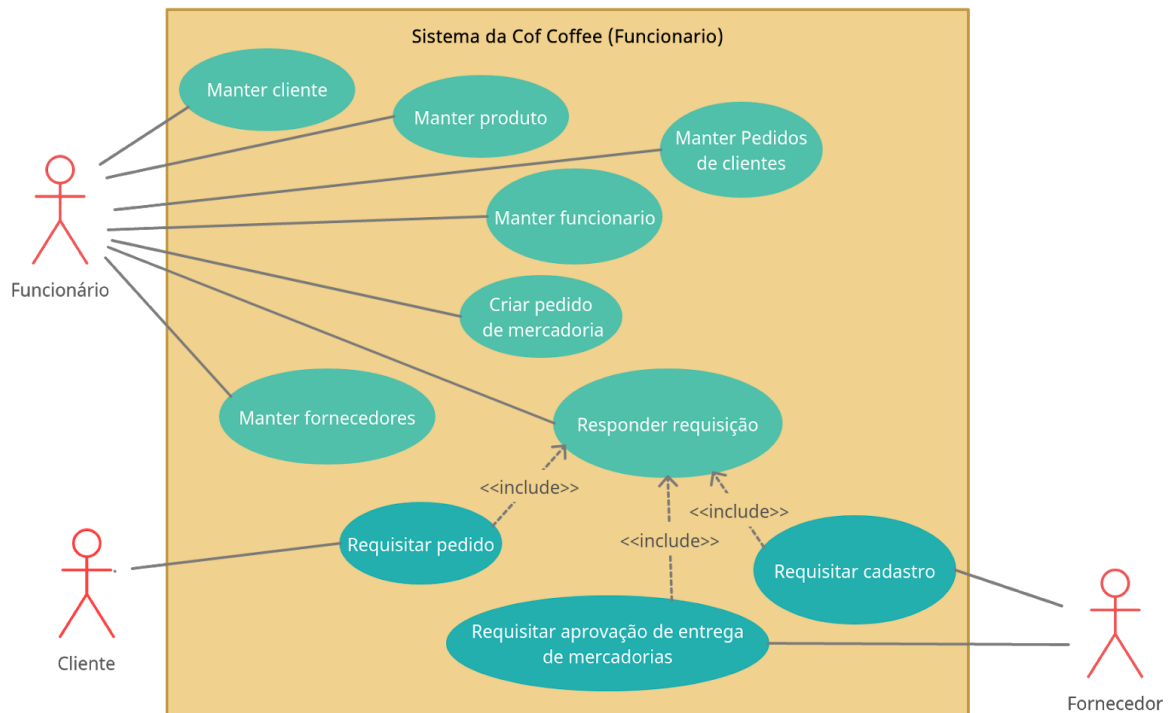 Sistema da Cof Coffee (Funcionario)
Manter cliente
Manter produto
Manter Pedidos
de clientes
Manter funcionario
Funcionário
Criar pedido
de mercadoria
Manter fornecedores
Responder requisição
<<include>>
<<include>>
<<include>>
Requisitar pedido
Requisitar cadastro
Requisitar aprovação de entrega
de mercadorias
Cliente
Fornecedor